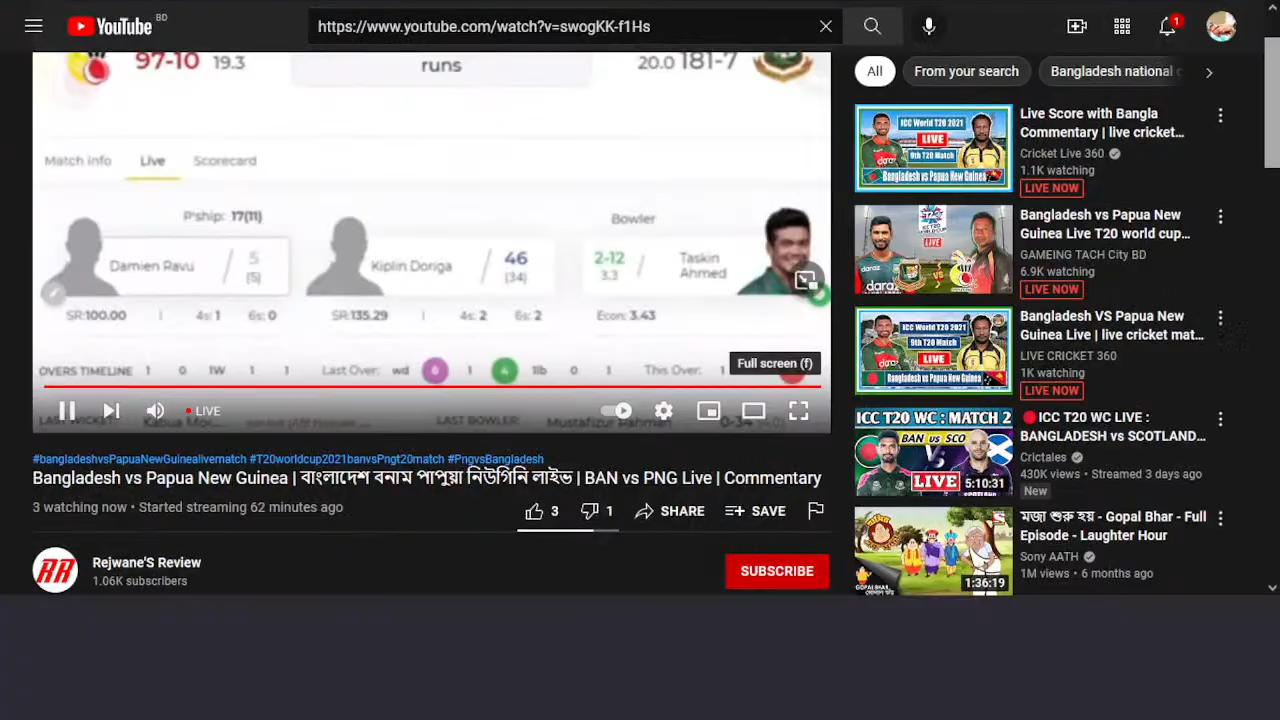 YouTube BD
https://www.youtube.com/watch?v=swogKK-f1Hs
1
97-10 19.3
runs
20.0 181-7
Match info Live Scorecard
P'ship: 17(11)
Bowler
Damien Ravu / 5 (5)
Kiplin Doriga / 46 (34)
2-12 3.3 / Taskin Ahmed
SR:100.00 | 4s: 1 6s: 0
SR:135.29 | 4s: 2 6s: 2
Econ: 3.43
OVERS TIMELINE 1 0 1W 1 1 Last Over: wd 6 1 4 1lb 0 1 This Over: 1
Full screen (f)
LIVE
LAST BOWLER: Mustafizur Rahman
#bangladeshvsPapuaNewGuinealivematch #T20worldcup2021banvsPngt20match #PngvsBangladesh
Bangladesh vs Papua New Guinea | বাংলাদেশ বনাম পাপুয়া নিউগিনি লাইভ | BAN vs PNG Live | Commentary
3 watching now • Started streaming 62 minutes ago
3 1 SHARE SAVE
RR
Rejwane'S Review
1.06K subscribers
SUBSCRIBE
All From your search Bangladesh national
ICC World T20 2021
LIVE
9th T20 Match
Bangladesh vs Papua New Guinea
Live Score with Bangla
Commentary | live cricket…
Cricket Live 360
1.1K watching
LIVE NOW
LIVE
daraz
VS
Bangladesh vs Papua New
Guinea Live T20 world cup…
GAMEING TACH City BD
6.9K watching
LIVE NOW
ICC World T20 2021
9th T20 Match
LIVE
Bangladesh vs Papua New Guinea
Bangladesh VS Papua New
Guinea Live | live cricket mat…
LIVE CRICKET 360
1K watching
LIVE NOW
ICC T20 WC: MATCH 2
BAN vs SCO
LIVE
5:10:31
ICC T20 WC LIVE :
BANGLADESH vs SCOTLAND…
Crictales
430K views • Streamed 3 days ago
New
1:36:19
মজা শুরু হয় - Gopal Bhar - Full
Episode - Laughter Hour
Sony AATH
1M views • 6 months ago